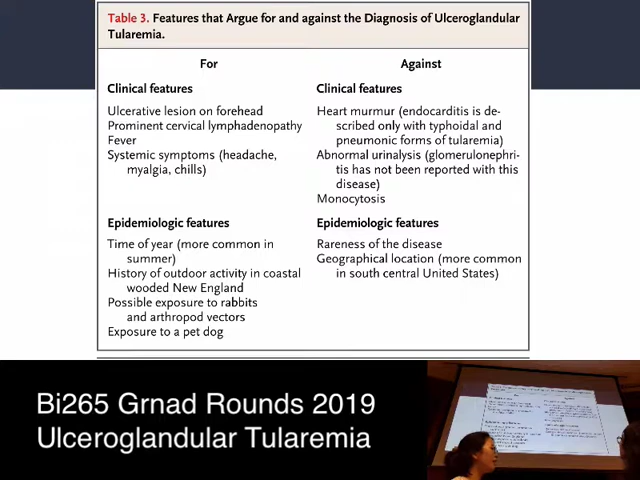 Table 3. Features that Argue for and against the Diagnosis of Ulceroglandular
Tularemia.
For
Clinical features
Ulcerative lesion on forehead
Prominent cervical lymphadenopathy
Fever
Systemic symptoms (headache,
myalgia, chills)
Epidemiologic features
Time of year (more common in
summer)
History of outdoor activity in coastal
wooded New England
Possible exposure to rabbits
and arthropod vectors
Exposure to a pet dog
Against
Clinical features
Heart murmur (endocarditis is de-
scribed only with typhoidal and
pneumonic forms of tularemia)
Abnormal urinalysis (glomerulonephri-
tis has not been reported with this
disease)
Monocytosis
Epidemiologic features
Rareness of the disease
Geographical location (more common
in south central United States)
Bi265 Grnad Rounds 2019
Ulceroglandular Tularemia